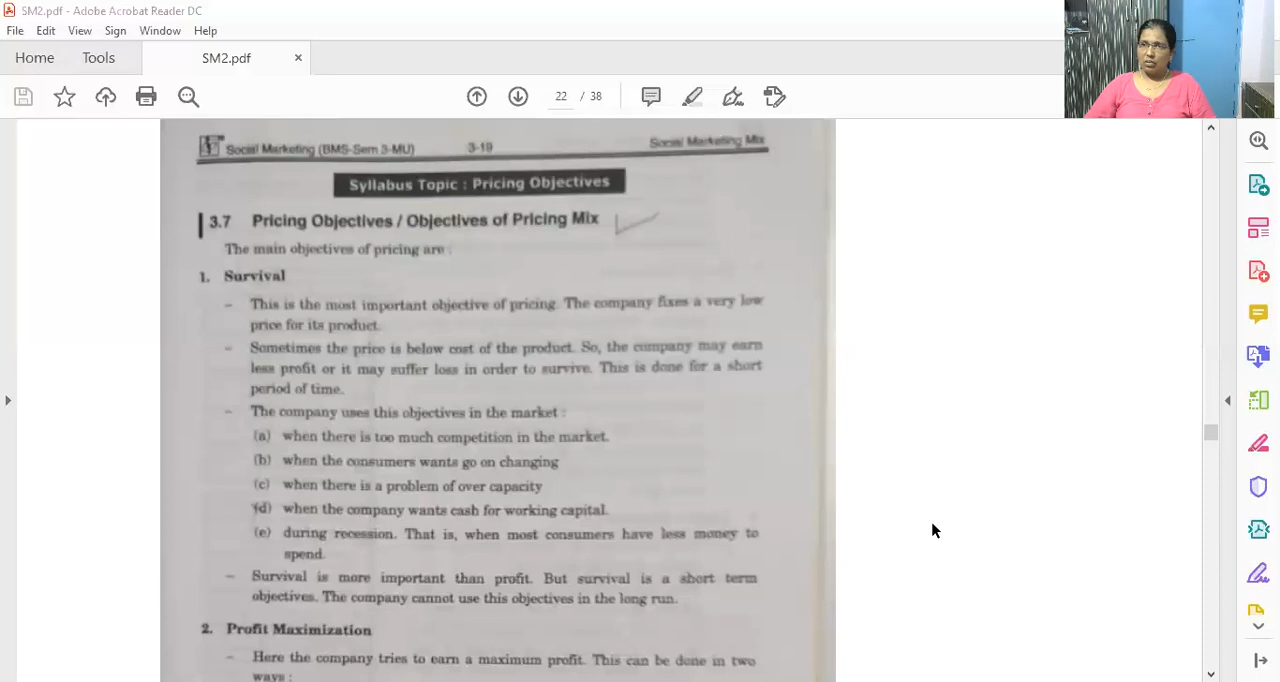 SM2.pdf - Adobe Acrobat Reader DC
File Edit View Sign Window Help
Home Tools SM2.pdf ×
22 / 38
Social Marketing (BMS-Sem 3-MU) 3-19 Social Marketing Mix
Syllabus Topic : Pricing Objectives
3.7 Pricing Objectives / Objectives of Pricing Mix
The main objectives of pricing are :
1. Survival
– This is the most important objective of pricing. The company fixes a very low
price for its product.
– Sometimes the price is below cost of the product. So, the company may earn
less profit or it may suffer loss in order to survive. This is done for a short
period of time.
– The company uses this objectives in the market :
(a) when there is too much competition in the market.
(b) when the consumers wants go on changing
(c) when there is a problem of over capacity
(d) when the company wants cash for working capital.
(e) during recession. That is, when most consumers have less money to
spend.
– Survival is more important than profit. But survival is a short term
objectives. The company cannot use this objectives in the long run.
2. Profit Maximization
– Here the company tries to earn a maximum profit. This can be done in two
ways :